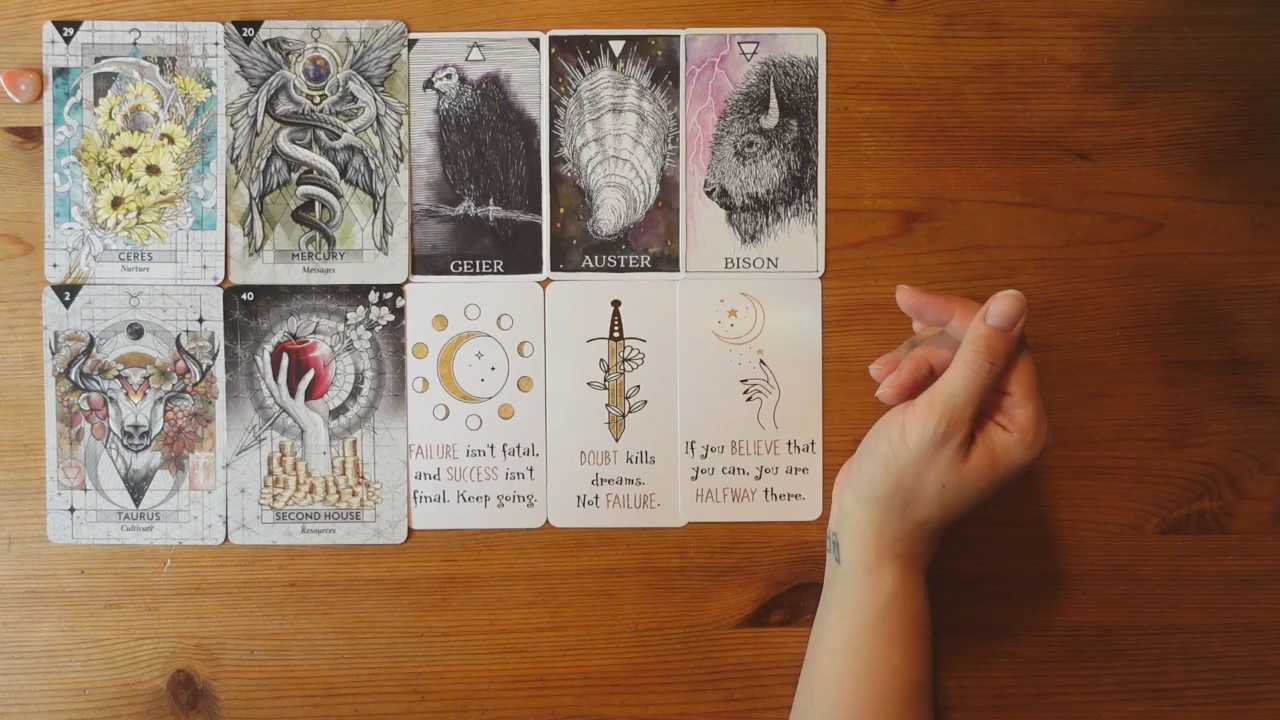 29
CERES
Nurture
20
MERCURY
Messages
GEIER
AUSTER
BISON
2
TAURUS
Cultivate
40
SECOND HOUSE
Resources
FAILURE isn't fatal,
and SUCCESS isn't
final. Keep going.
DOUBT kills
dreams.
Not FAILURE.
If you BELIEVE that
you can, you are
HALFWAY there.